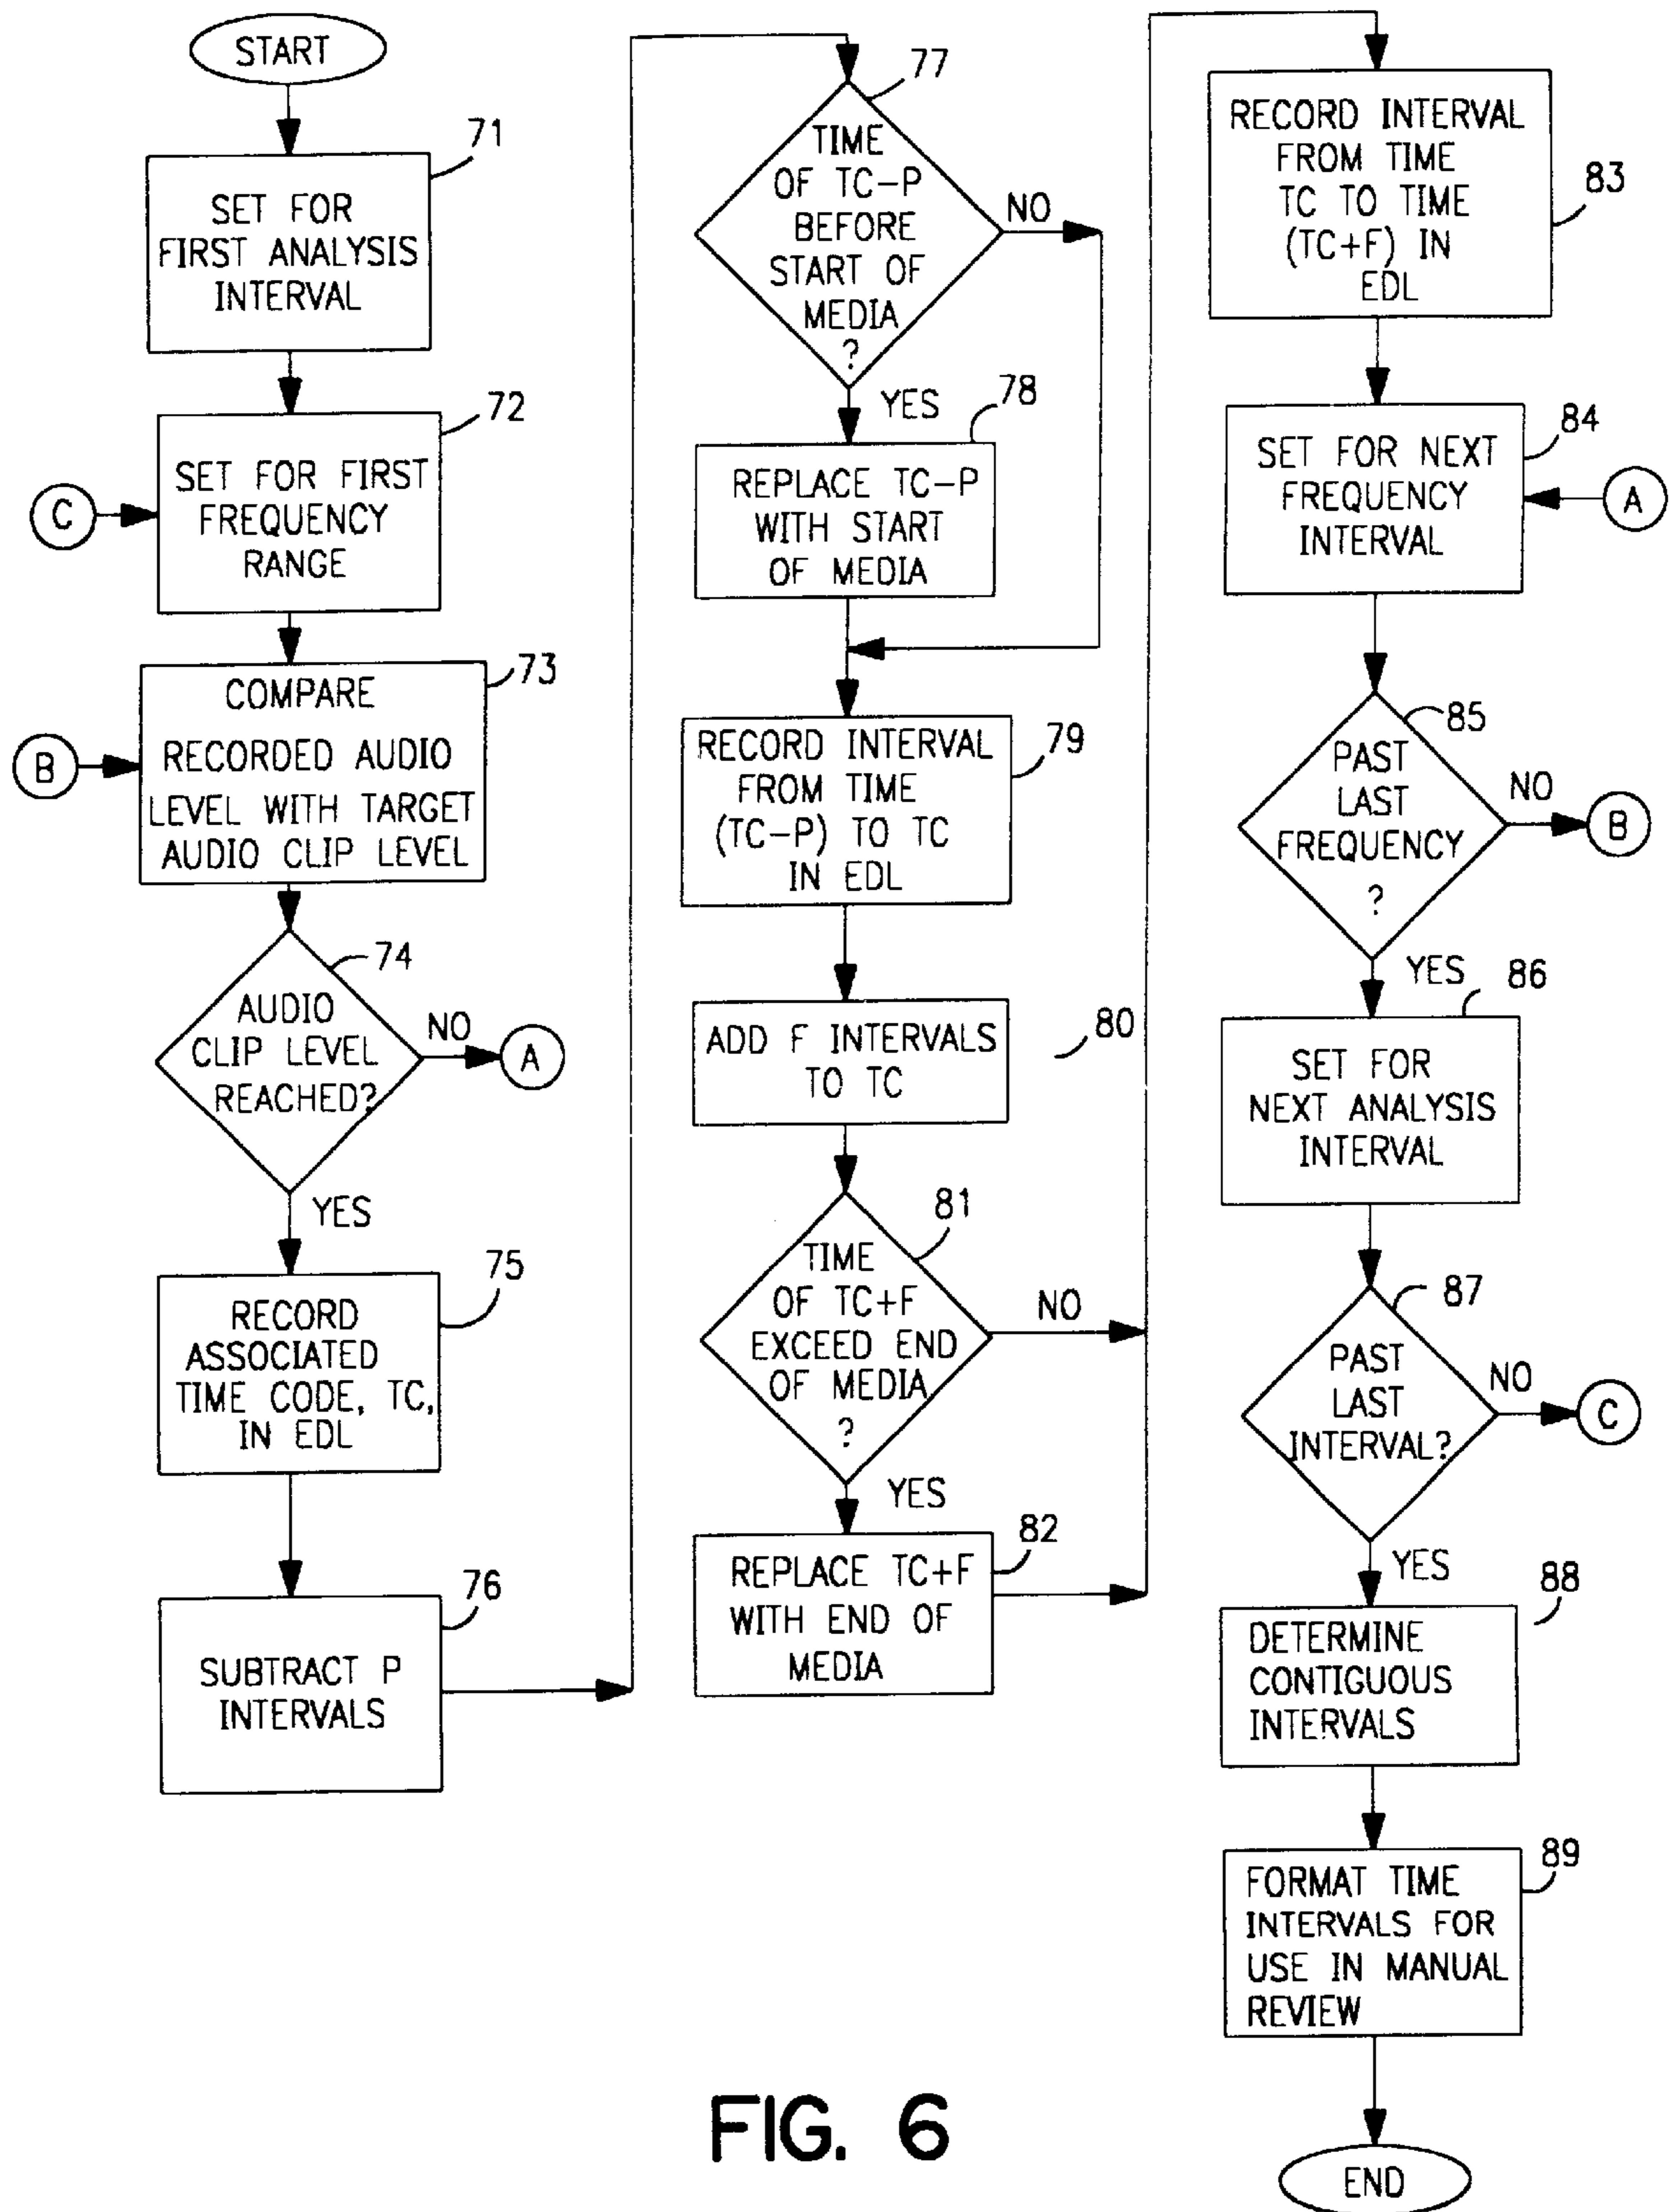 START
71
SET FOR
FIRST ANALYSIS
INTERVAL
72
SET FOR FIRST
FREQUENCY
RANGE
C
73
COMPARE
RECORDED AUDIO
LEVEL WITH TARGET
AUDIO CLIP LEVEL
B
74
AUDIO
CLIP LEVEL
REACHED?
NO
A
YES
75
RECORD
ASSOCIATED
TIME CODE, TC,
IN EDL
76
SUBTRACT P
INTERVALS
77
TIME
OF TC-P
BEFORE
START OF
MEDIA
?
NO
YES
78
REPLACE TC-P
WITH START
OF MEDIA
79
RECORD INTERVAL
FROM TIME
(TC-P) TO TC
IN EDL
80
ADD F INTERVALS
TO TC
81
TIME
OF TC+F
EXCEED END
OF MEDIA
?
NO
YES
82
REPLACE TC+F
WITH END OF
MEDIA
83
RECORD INTERVAL
FROM TIME
TC TO TIME
(TC+F) IN
EDL
84
SET FOR NEXT
FREQUENCY
INTERVAL
A
85
PAST
LAST
FREQUENCY
?
NO
B
YES
86
SET FOR
NEXT ANALYSIS
INTERVAL
87
PAST
LAST
INTERVAL?
NO
C
YES
88
DETERMINE
CONTIGUOUS
INTERVALS
89
FORMAT TIME
INTERVALS FOR
USE IN MANUAL
REVIEW
END
FIG. 6